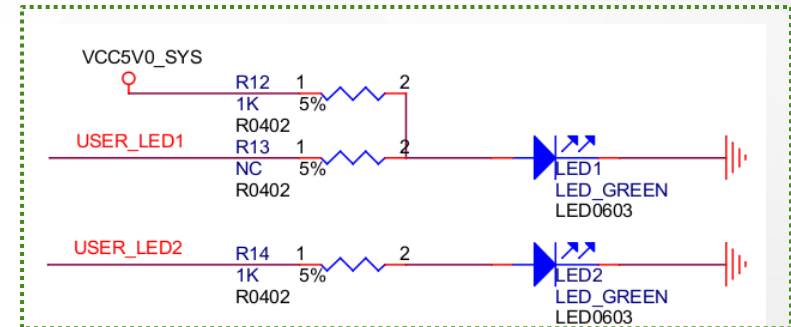 VCC5V0_SYS
R12 1 2
1K 5%
R0402
USER_LED1 R13 1 2
NC 5% LED1
R0402 LED_GREEN
LED0603
USER_LED2 R14 1 2
1K 5% LED2
R0402 LED_GREEN
LED0603